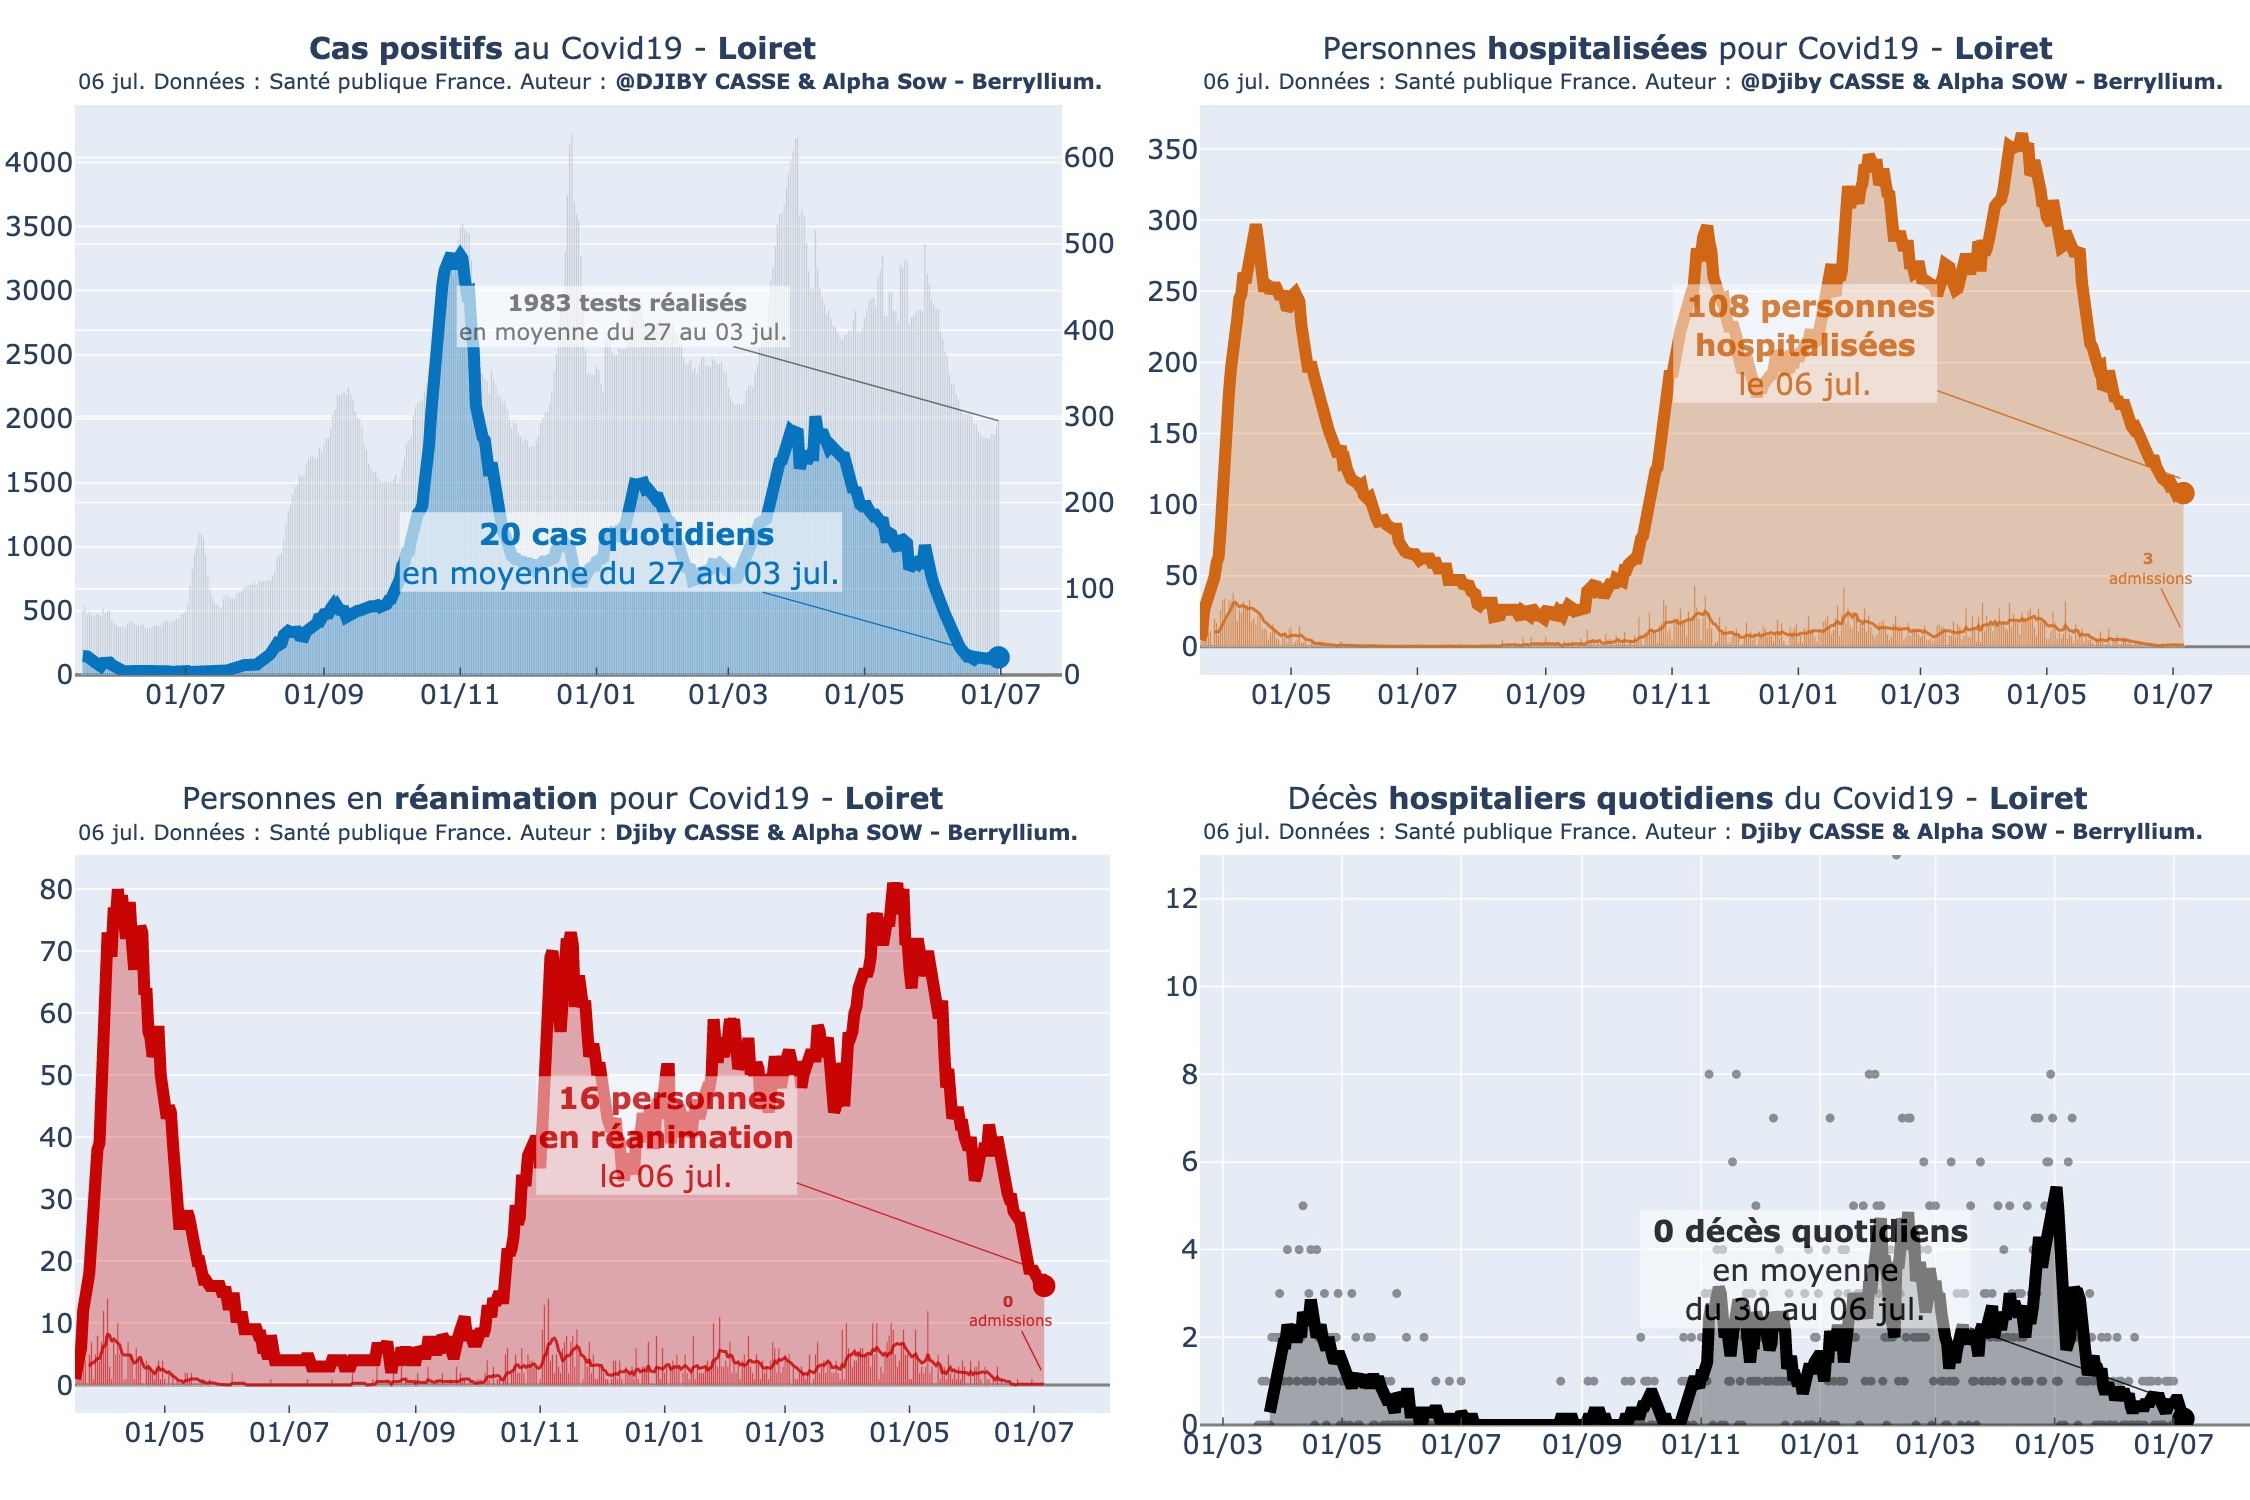 Cas positifs au Covid19 - Loiret
06 jul. Données : Santé publique France. Auteur : @DJIBY CASSE & Alpha Sow - Berryllium.
4000
3500
3000
2500
2000
1500
1000
500
0
600
500
400
300
200
100
0
1983 tests réalisés
en moyenne du 27 au 03 jul.
20 cas quotidiens
en moyenne du 27 au 03 jul.
01/07 01/09 01/11 01/01 01/03 01/05 01/07
Personnes hospitalisées pour Covid19 - Loiret
06 jul. Données : Santé publique France. Auteur : @Djiby CASSE & Alpha SOW - Berryllium.
350
300
250
200
150
100
50
0
108 personnes
hospitalisées
le 06 jul.
3
admissions
01/05 01/07 01/09 01/11 01/01 01/03 01/05 01/07
Personnes en réanimation pour Covid19 - Loiret
06 jul. Données : Santé publique France. Auteur : Djiby CASSE & Alpha SOW - Berryllium.
80
70
60
50
40
30
20
10
0
16 personnes
en réanimation
le 06 jul.
0
admissions
01/05 01/07 01/09 01/11 01/01 01/03 01/05 01/07
Décès hospitaliers quotidiens du Covid19 - Loiret
06 jul. Données : Santé publique France. Auteur : Djiby CASSE & Alpha SOW - Berryllium.
12
10
8
6
4
2
0
0 décès quotidiens
en moyenne
du 30 au 06 jul.
01/03 01/05 01/07 01/09 01/11 01/01 01/03 01/05 01/07